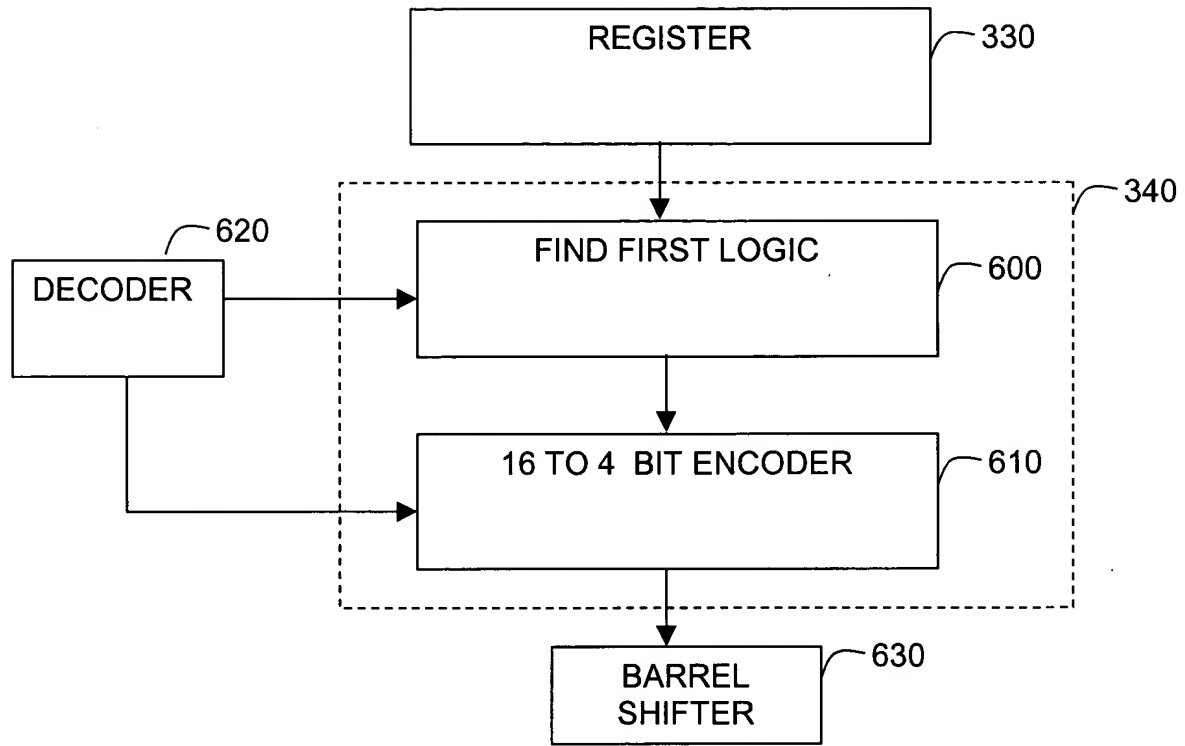 REGISTER
330
340
620
DECODER
FIND FIRST LOGIC
600
16 TO 4 BIT ENCODER
610
BARREL
SHIFTER
630